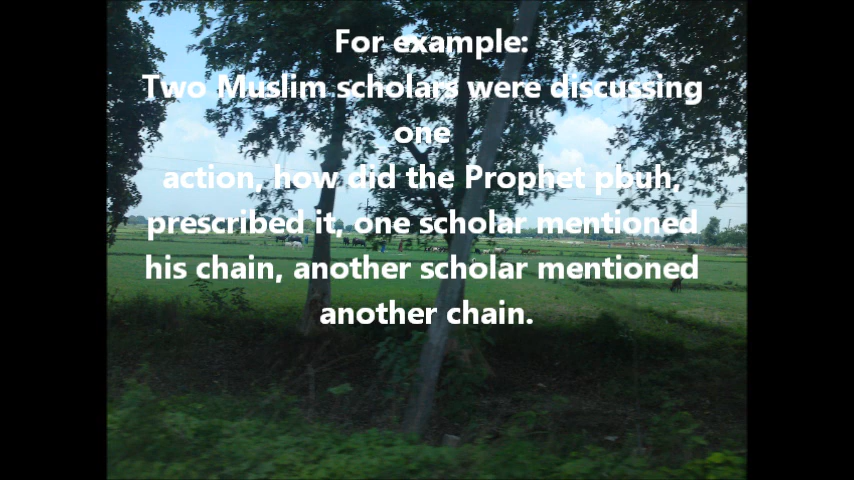 For example:
Two Muslim scholars were discussing
one
action, how did the Prophet pbuh,
prescribed it, one scholar mentioned
his chain, another scholar mentioned
another chain.